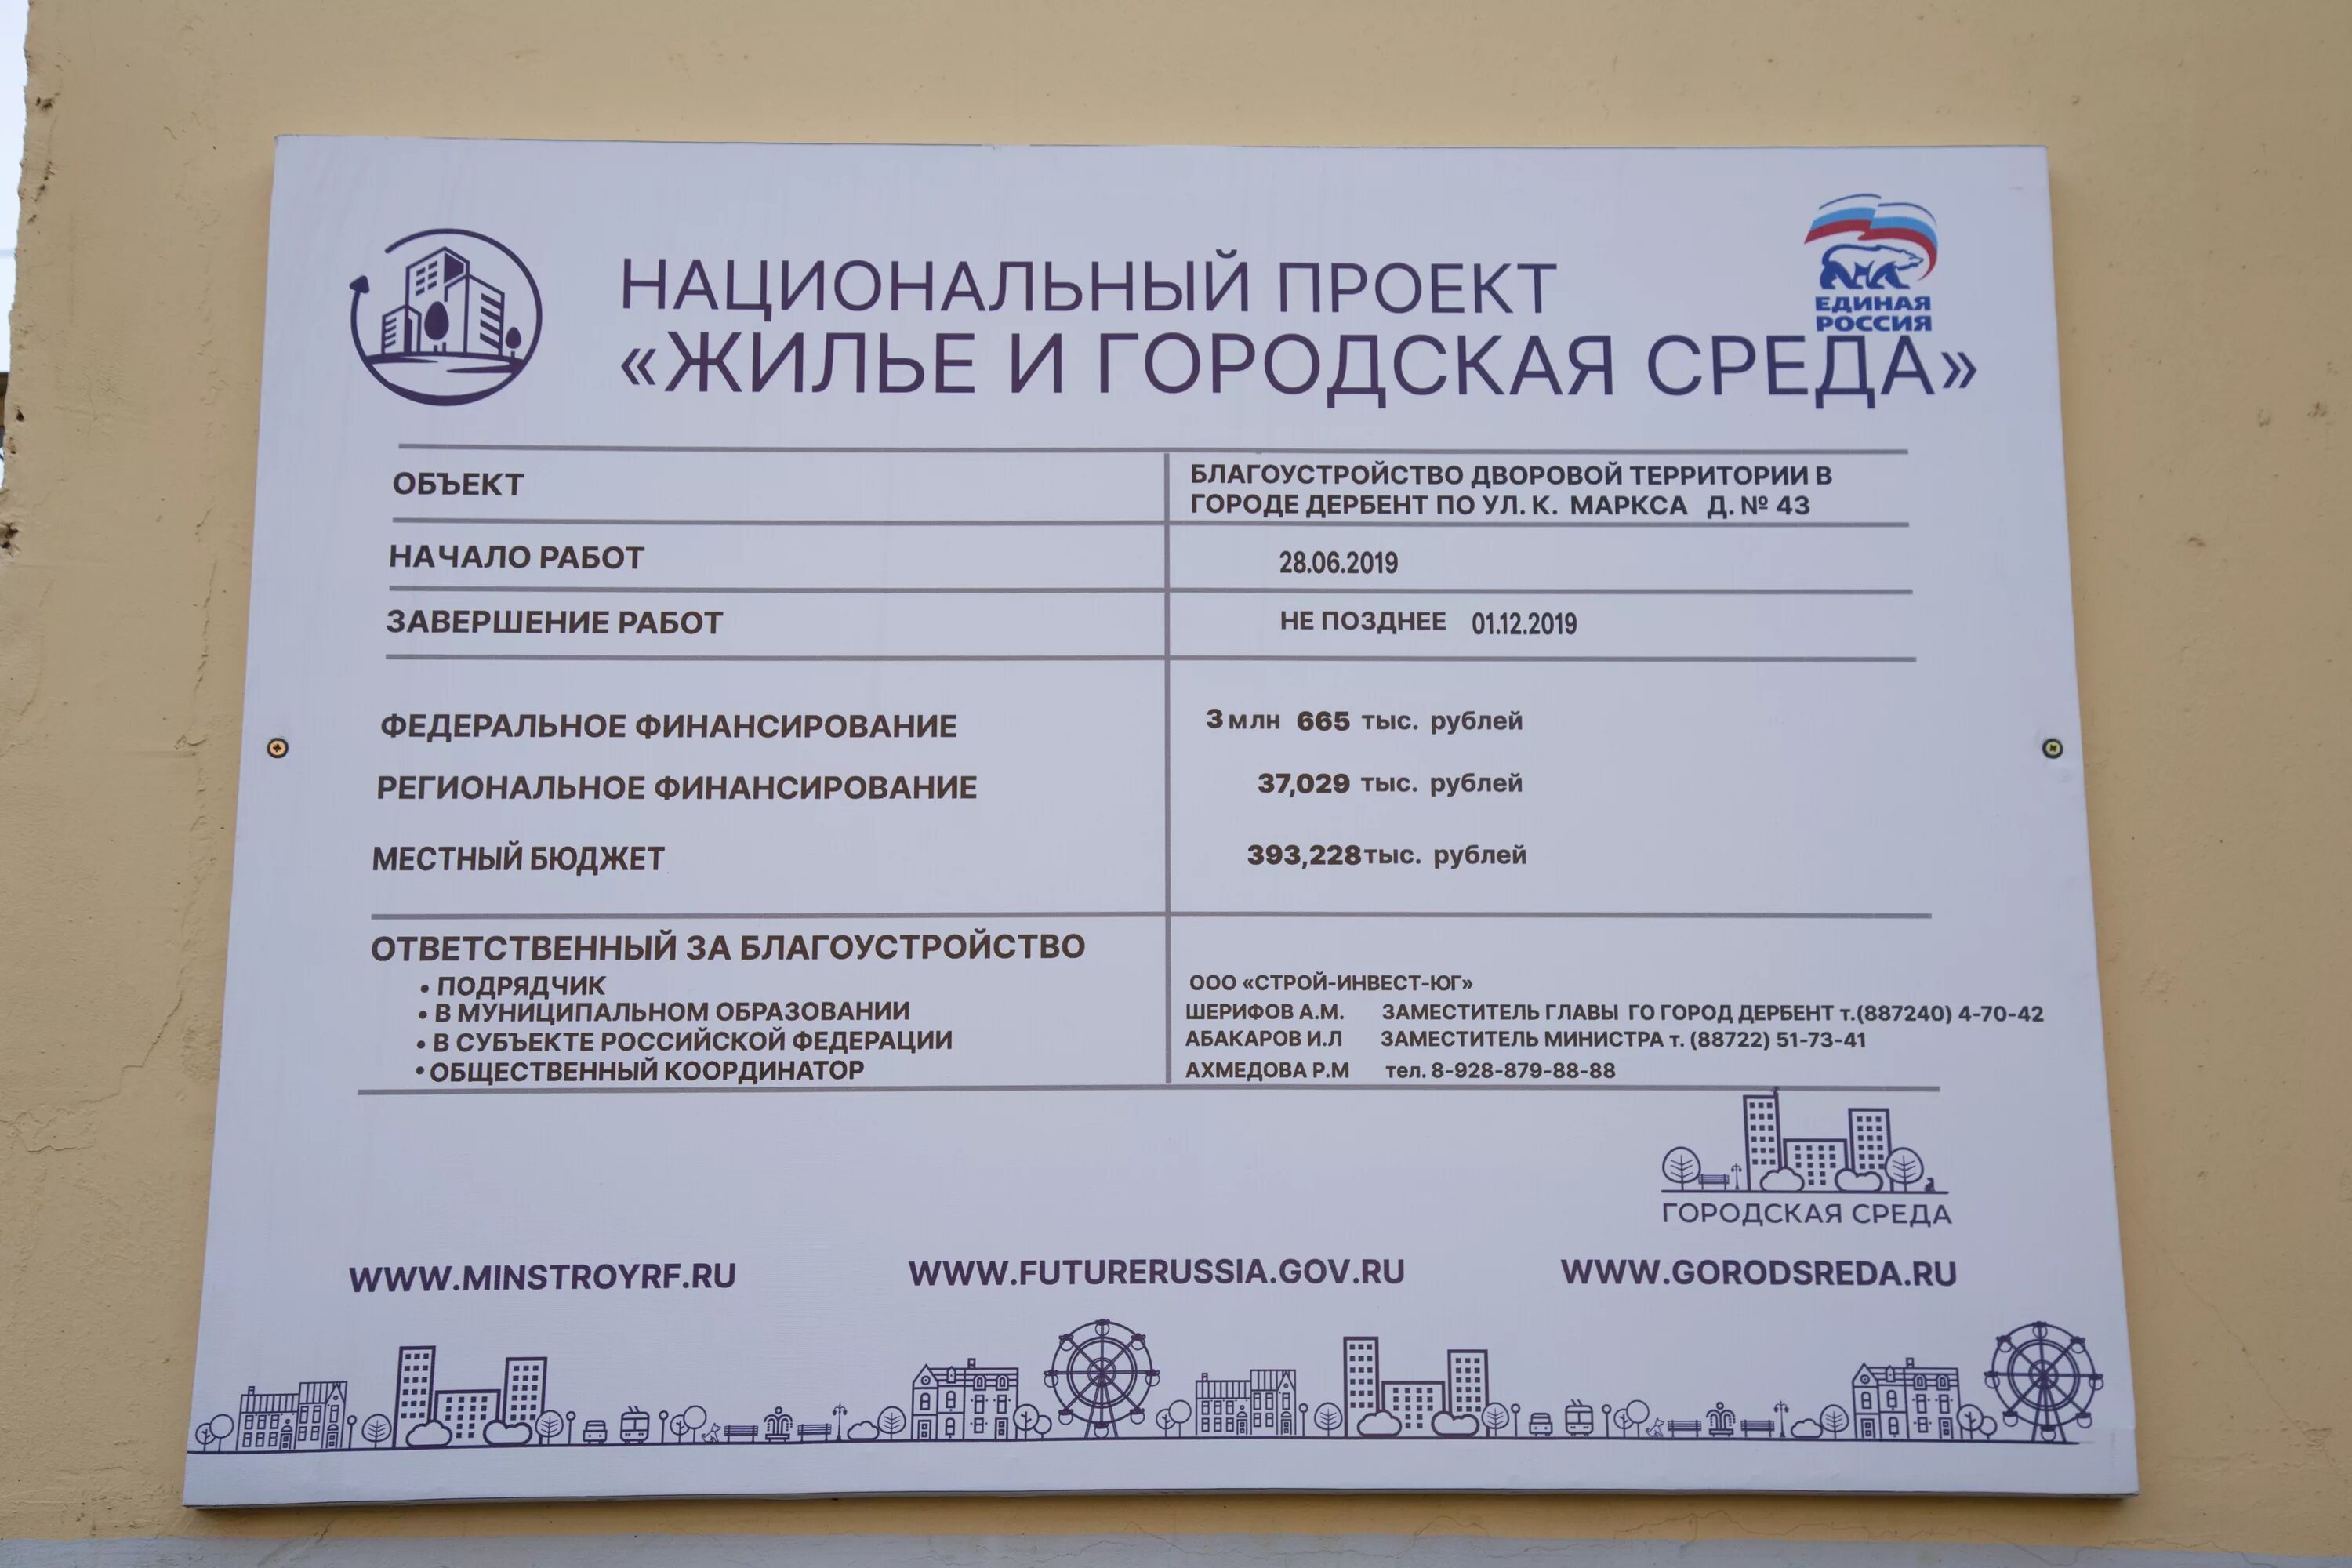 ЕДИНАЯ
РОССИЯ
НАЦИОНАЛЬНЫЙ ПРОЕКТ
«ЖИЛЬЕ И ГОРОДСКАЯ СРЕДА»
ОБЪЕКТ
БЛАГОУСТРОЙСТВО ДВОРОВОЙ ТЕРРИТОРИИ В
ГОРОДЕ ДЕРБЕНТ ПО УЛ. К. МАРКСА Д. № 43
НАЧАЛО РАБОТ 28.06.2019
ЗАВЕРШЕНИЕ РАБОТ НЕ ПОЗДНЕЕ 01.12.2019
ФЕДЕРАЛЬНОЕ ФИНАНСИРОВАНИЕ 3 млн 665 тыс. рублей
РЕГИОНАЛЬНОЕ ФИНАНСИРОВАНИЕ 37,029 тыс. рублей
МЕСТНЫЙ БЮДЖЕТ 393,228 тыс. рублей
ОТВЕТСТВЕННЫЙ ЗА БЛАГОУСТРОЙСТВО
• ПОДРЯДЧИК ООО «СТРОЙ-ИНВЕСТ-ЮГ»
• В МУНИЦИПАЛЬНОМ ОБРАЗОВАНИИ ШЕРИФОВ А.М. ЗАМЕСТИТЕЛЬ ГЛАВЫ ГО ГОРОД ДЕРБЕНТ т.(887240) 4-70-42
• В СУБЪЕКТЕ РОССИЙСКОЙ ФЕДЕРАЦИИ АБАКАРОВ И.Л ЗАМЕСТИТЕЛЬ МИНИСТРА т. (88722) 51-73-41
• ОБЩЕСТВЕННЫЙ КООРДИНАТОР АХМЕДОВА Р.М тел. 8-928-879-88-88
ГОРОДСКАЯ СРЕДА
WWW.MINSTROYRF.RU WWW.FUTURERUSSIA.GOV.RU WWW.GORODSREDA.RU